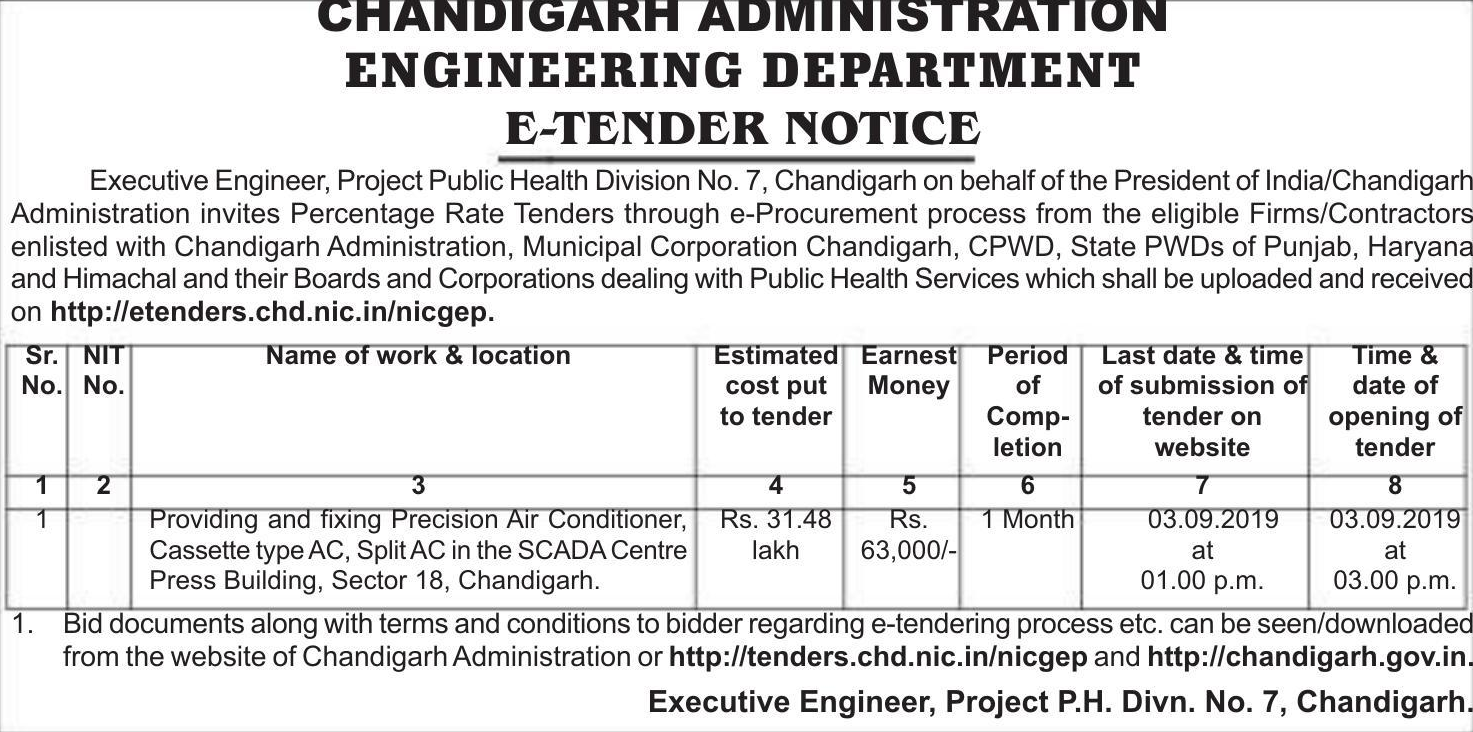 CHANDIGARH ADMINISTRATION
ENGINEERING DEPARTMENT
E-TENDER NOTICE
Executive Engineer, Project Public Health Division No. 7, Chandigarh on behalf of the President of India/Chandigarh
Administration invites Percentage Rate Tenders through e-Procurement process from the eligible Firms/Contractors
enlisted with Chandigarh Administration, Municipal Corporation Chandigarh, CPWD, State PWDs of Punjab, Haryana
and Himachal and their Boards and Corporations dealing with Public Health Services which shall be uploaded and received
on http://etenders.chd.nic.in/nicgep.
Sr. NIT Name of work & location Estimated Earnest Period Last date & time Time &
No. No. cost put Money of of submission of date of
to tender Comp- tender on opening of
letion website tender
1 2 3 4 5 6 7 8
1 Providing and fixing Precision Air Conditioner, Rs. 31.48 Rs. 1 Month 03.09.2019 03.09.2019
Cassette type AC, Split AC in the SCADA Centre lakh 63,000/- at at
Press Building, Sector 18, Chandigarh. 01.00 p.m. 03.00 p.m.
1. Bid documents along with terms and conditions to bidder regarding e-tendering process etc. can be seen/downloaded
from the website of Chandigarh Administration or http://tenders.chd.nic.in/nicgep and http://chandigarh.gov.in.
Executive Engineer, Project P.H. Divn. No. 7, Chandigarh.